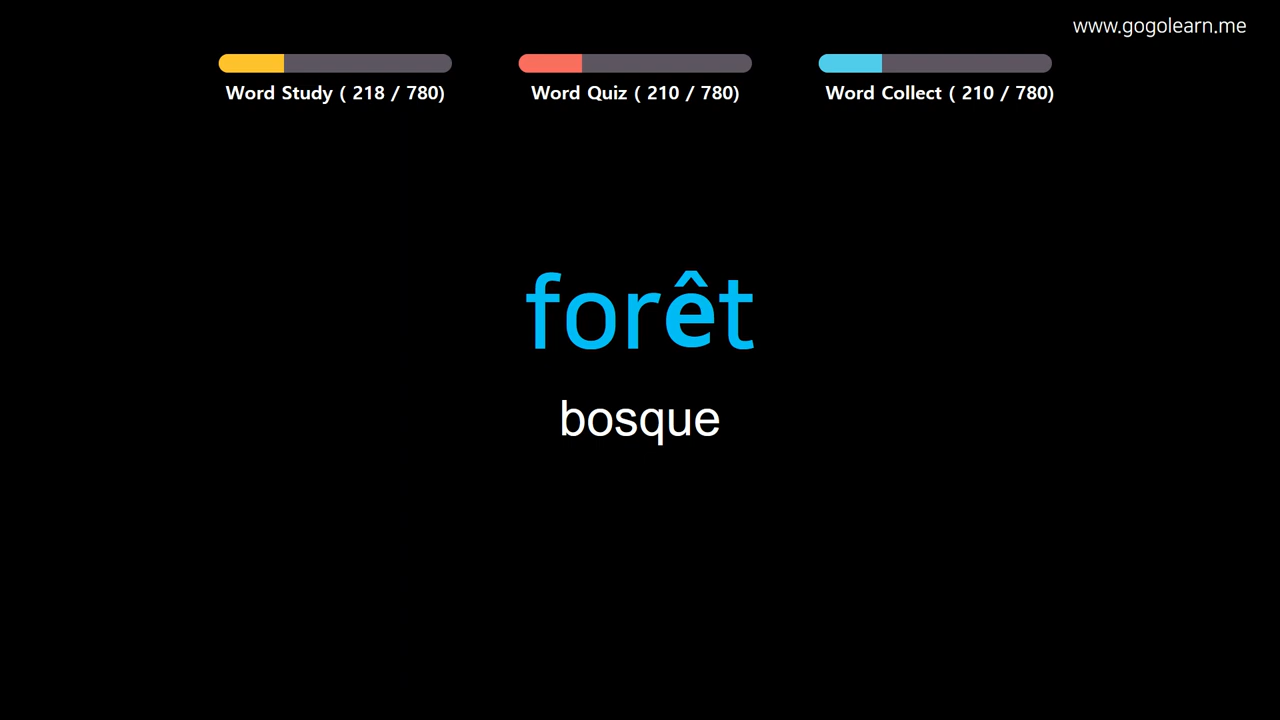 www.gogolearn.me
Word Study ( 218 / 780)
Word Quiz ( 210 / 780)
Word Collect ( 210 / 780)
forêt
bosque